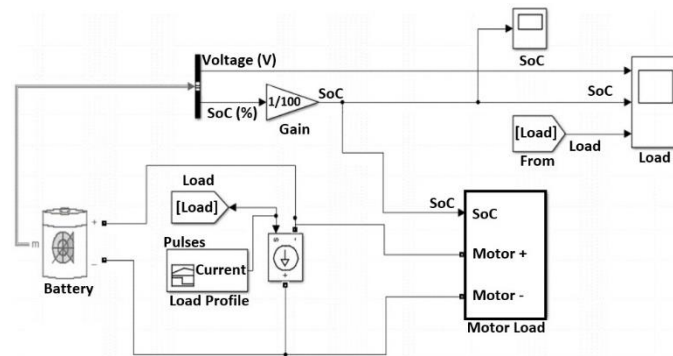 SoC
Voltage (V)
SoC (%)
1/100
Gain
SoC
SoC
[Load]
From
Load
Load
Load
[Load]
m
+
–
Battery
Pulses
Current
Load Profile
s
-
+
SoC
SoC
Motor +
Motor -
Motor Load